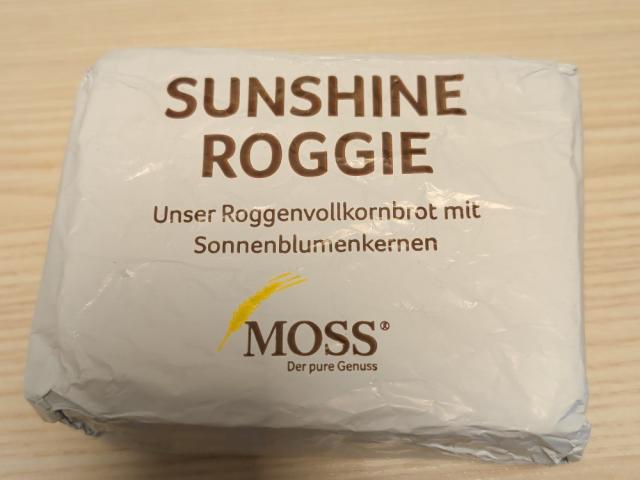 SUNSHINE
ROGGIE
Unser Roggenvollkornbrot mit
Sonnenblumenkernen
MOSS®
Der pure Genuss